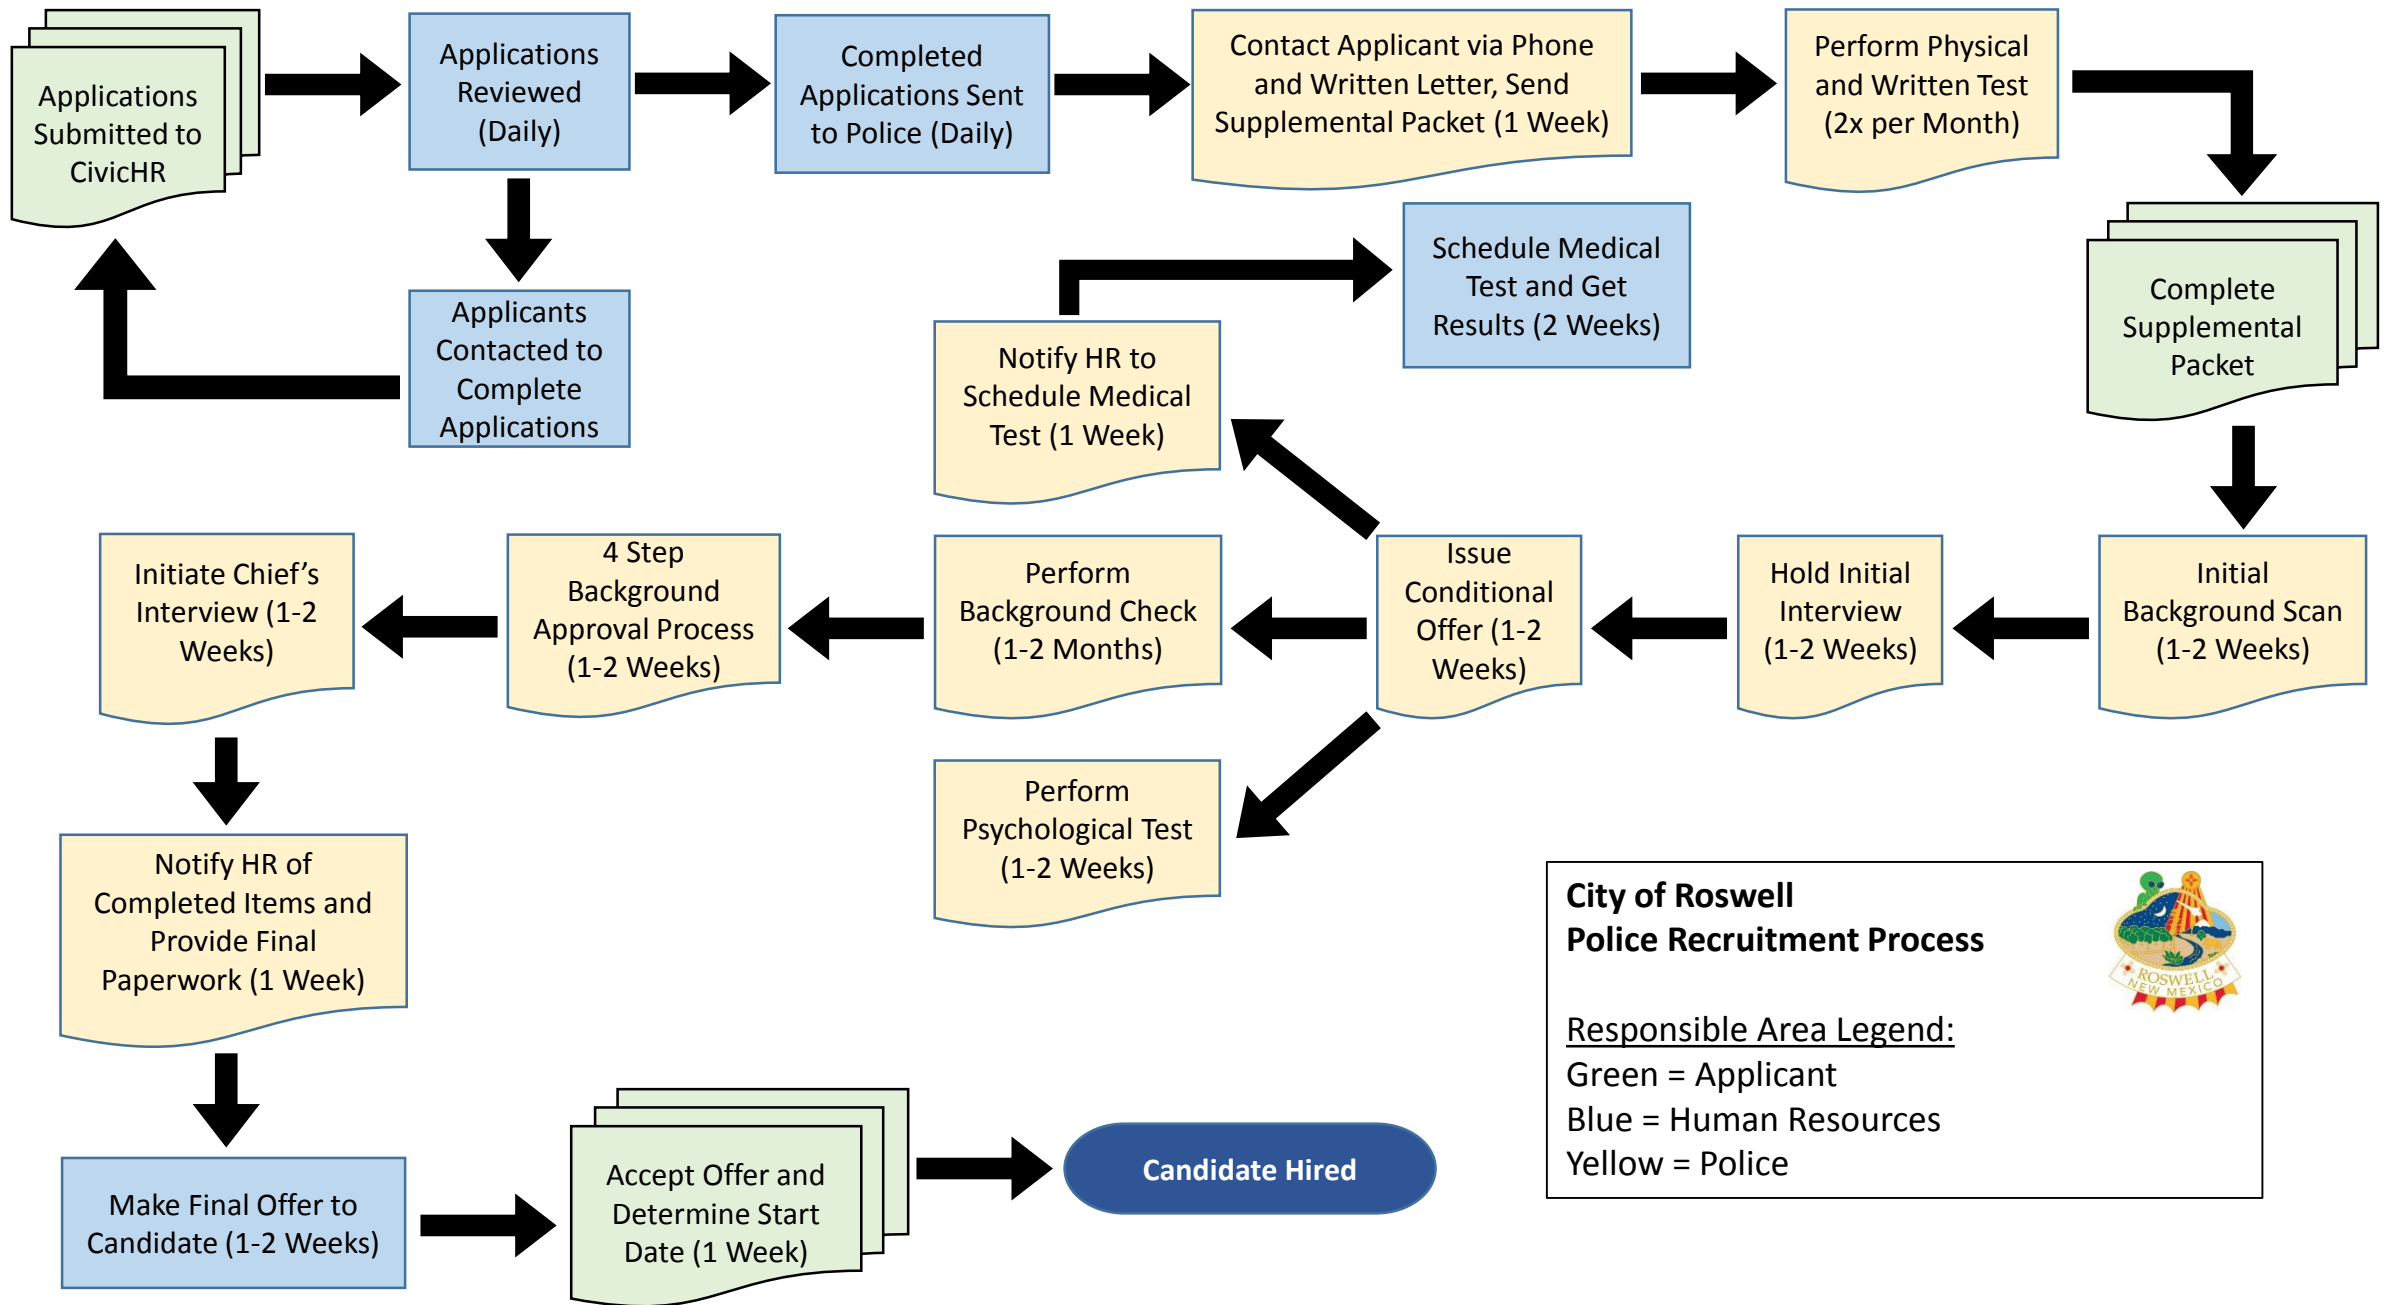 Applications
Submitted to
CivicHR
Applications
Reviewed
(Daily)
Completed
Applications Sent
to Police (Daily)
Contact Applicant via Phone
and Written Letter, Send
Supplemental Packet (1 Week)
Perform Physical
and Written Test
(2x per Month)
Applicants
Contacted to
Complete
Applications
Notify HR to
Schedule Medical
Test (1 Week)
Schedule Medical
Test and Get
Results (2 Weeks)
Complete
Supplemental
Packet
Initiate Chief’s
Interview (1-2
Weeks)
4 Step
Background
Approval Process
(1-2 Weeks)
Perform
Background Check
(1-2 Months)
Issue
Conditional
Offer (1-2
Weeks)
Hold Initial
Interview
(1-2 Weeks)
Initial
Background Scan
(1-2 Weeks)
Notify HR of
Completed Items and
Provide Final
Paperwork (1 Week)
Perform
Psychological Test
(1-2 Weeks)
Make Final Offer to
Candidate (1-2 Weeks)
Accept Offer and
Determine Start
Date (1 Week)
Candidate Hired
City of Roswell
Police Recruitment Process
ROSWELL
NEW MEXICO
Responsible Area Legend:
Green = Applicant
Blue = Human Resources
Yellow = Police